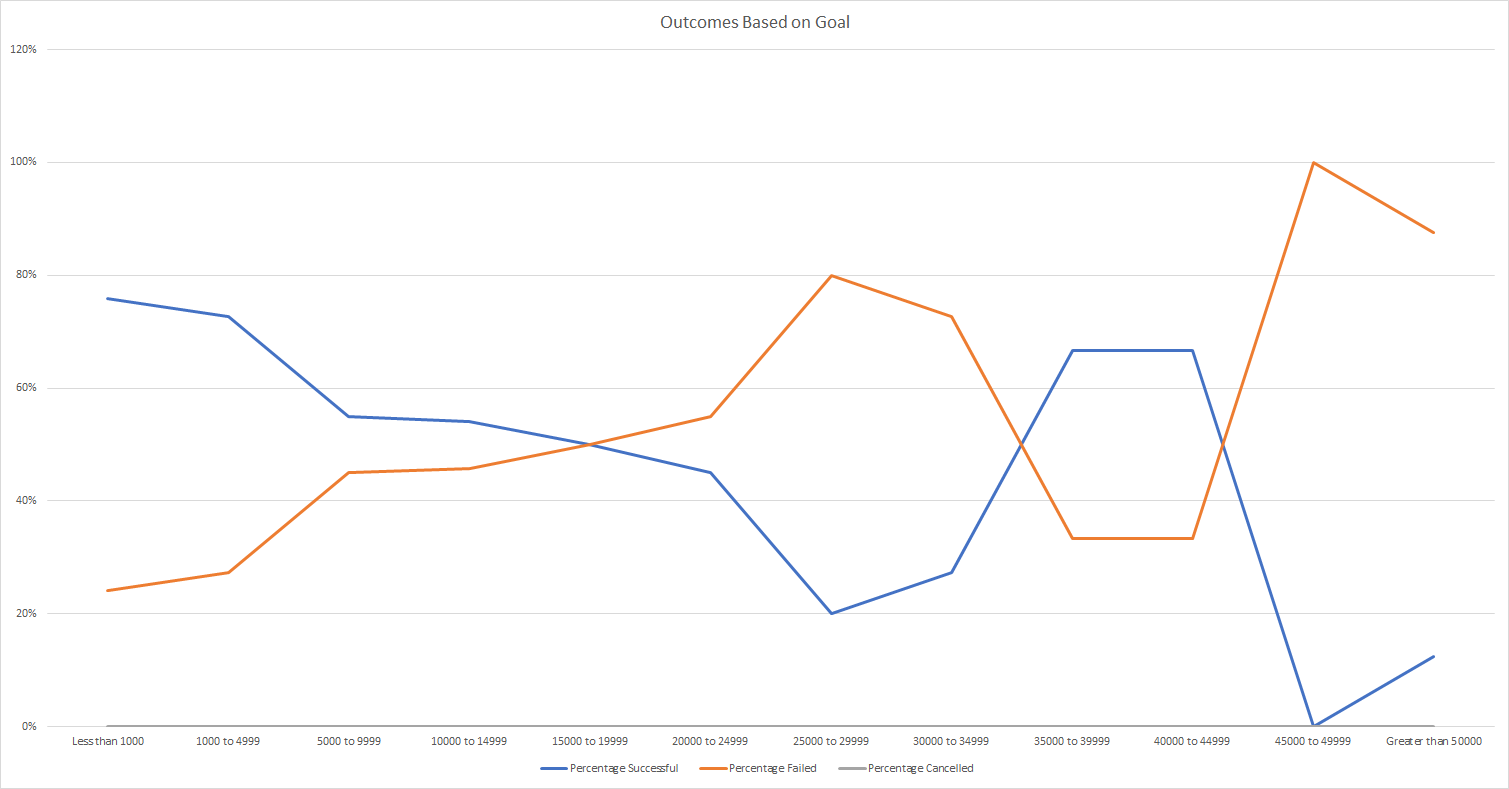 Outcomes Based on Goal
120%
100%
80%
60%
40%
20%
0%
Less than 1000 1000 to 4999 5000 to 9999 10000 to 14999 15000 to 19999 20000 to 24999 25000 to 29999 30000 to 34999 35000 to 39999 40000 to 44999 45000 to 49999 Greater than 50000
Percentage Successful Percentage Failed Percentage Cancelled